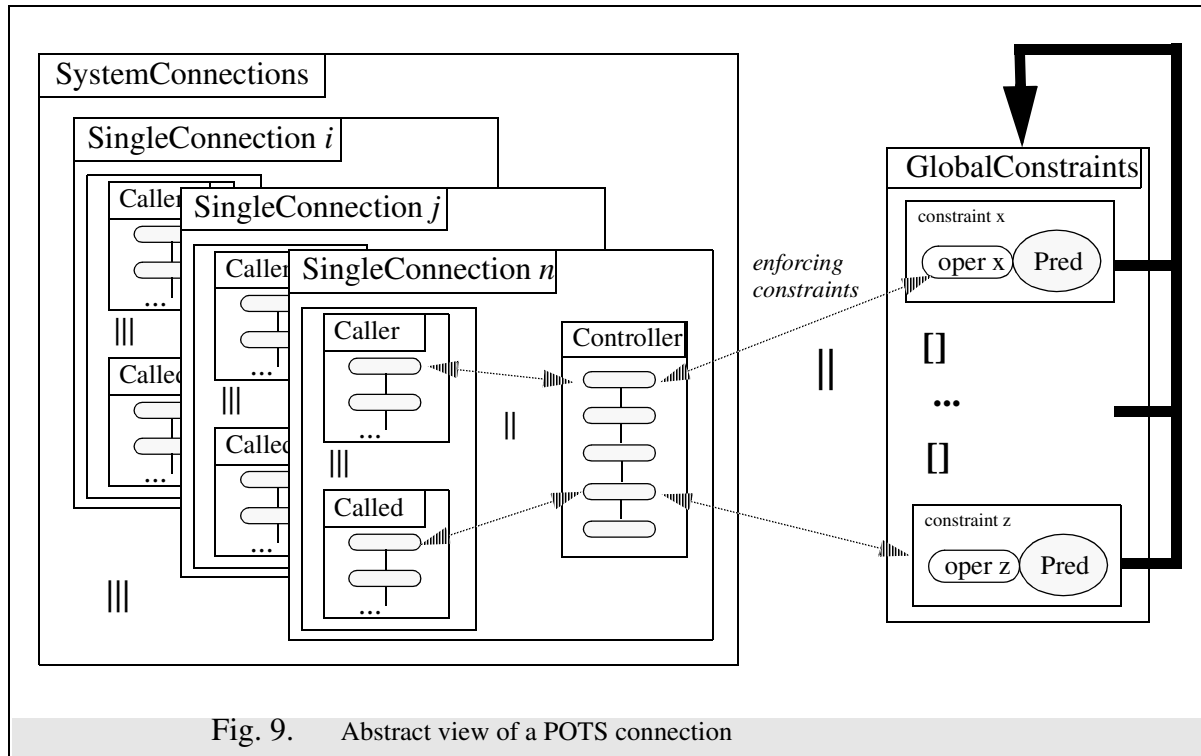 SystemConnections
SingleConnection i
Caller
...
|||
Called
...
|||
SingleConnection j
Caller
...
|||
Called
...
SingleConnection n
Caller
...
|||
Called
...
||
Controller
enforcing
constraints
||
GlobalConstraints
constraint x
oper x
Pred
[]
...
[]
constraint z
oper z
Pred
Fig. 9. Abstract view of a POTS connection